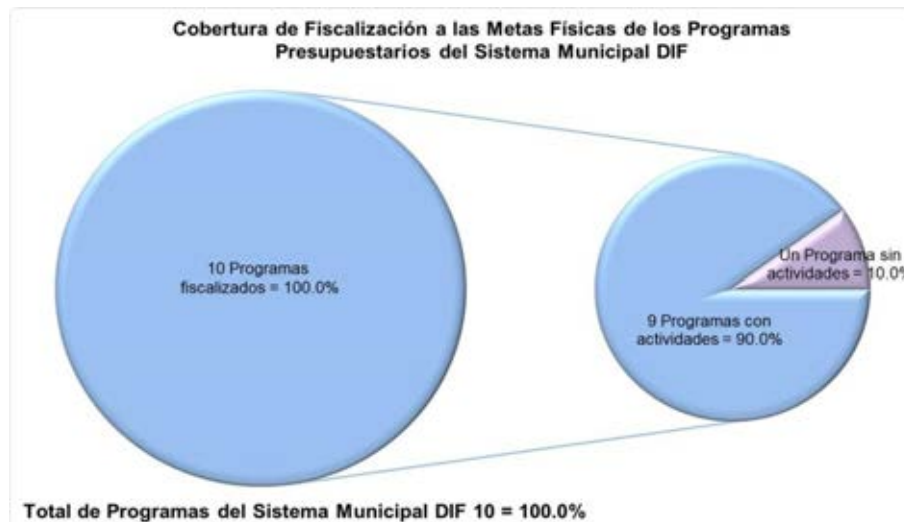 Cobertura de Fiscalización a las Metas Físicas de los Programas
Presupuestarios del Sistema Municipal DIF
10 Programas
fiscalizados = 100.0%
Un Programa sin
actividades = 10.0%
9 Programas con
actividades = 90.0%
Total de Programas del Sistema Municipal DIF 10 = 100.0%